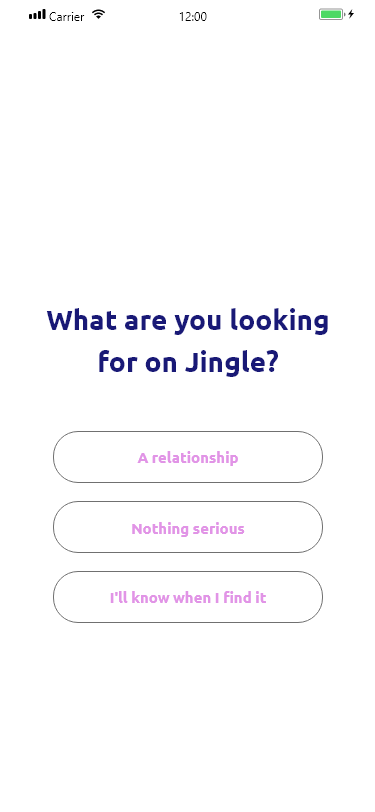 Carrier 12:00
What are you looking
for on Jingle?
A relationship
Nothing serious
I'll know when I find it